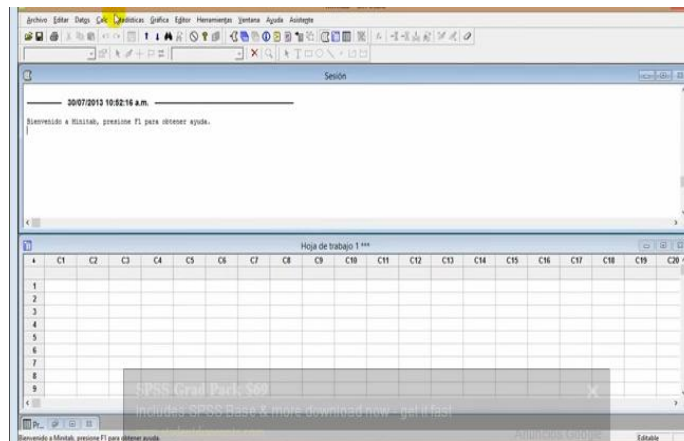 Archivo Editar Datos Calc Estadísticas Gráfica Editor Herramientas Ventana Ayuda Asistente
Sesión
30/07/2013 10:52:16 a.m.
Bienvenido a Minitab, presione F1 para obtener ayuda.
Hoja de trabajo 1 ***
C1 C2 C3 C4 C5 C6 C7 C8 C9 C10 C11 C12 C13 C14 C15 C16 C17 C18 C19 C20
1
2
3
4
5
6
7
8
9
SPSS Grad Pack $69
Includes SPSS Base & more download now - get it fast
Anuncios Google
Pr...
Bienvenido a Minitab, presione F1 para obtener ayuda.
Editable